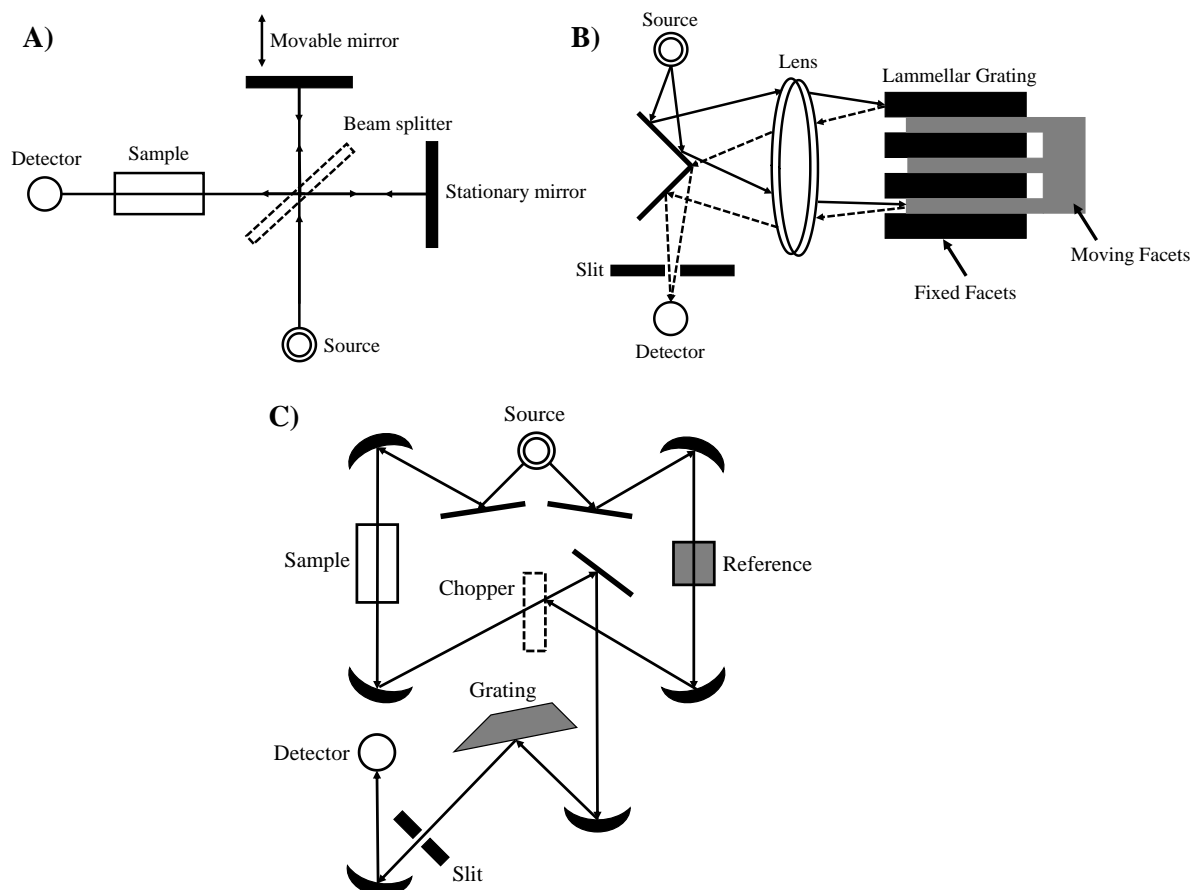 A)
Movable mirror
Beam splitter
Detector
Sample
Stationary mirror
Source
B)
Source
Lens
Lammellar Grating
Slit
Moving Facets
Fixed Facets
Detector
C)
Source
Sample
Chopper
Reference
Grating
Detector
Slit